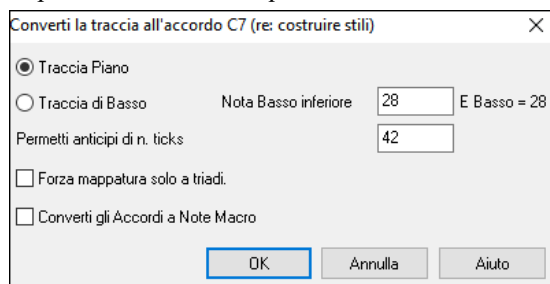 Converti la traccia all'accordo C7 (re: costruire stili)
Traccia Piano
Traccia di Basso Nota Basso inferiore 28 E Basso = 28
Permetti anticipi di n. ticks 42
Forza mappatura solo a triadi.
Converti gli Accordi a Note Macro
OK Annulla Aiuto